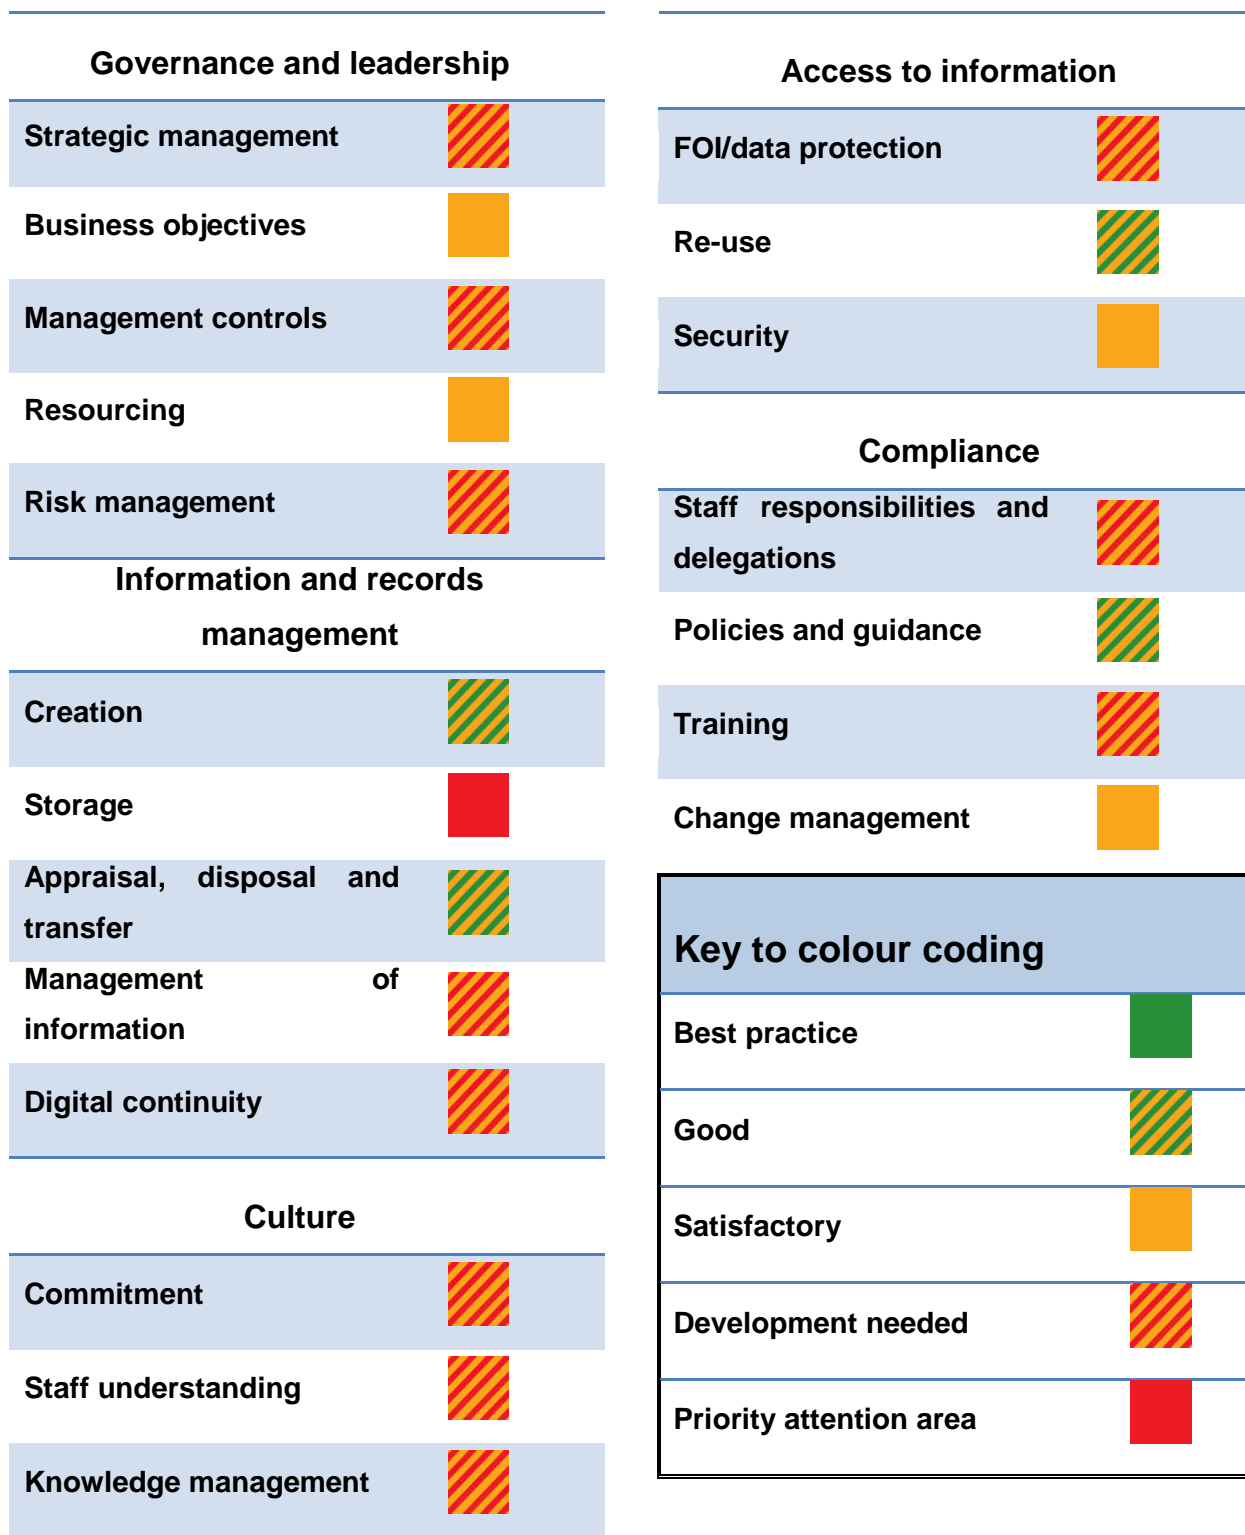 Governance and leadership
Strategic management
Business objectives
Management controls
Resourcing
Risk management
Information and records
management
Creation
Storage
Appraisal, disposal and
transfer
Management of
information
Digital continuity
Culture
Commitment
Staff understanding
Knowledge management
Access to information
FOI/data protection
Re-use
Security
Compliance
Staff responsibilities and
delegations
Policies and guidance
Training
Change management
Key to colour coding
Best practice
Good
Satisfactory
Development needed
Priority attention area